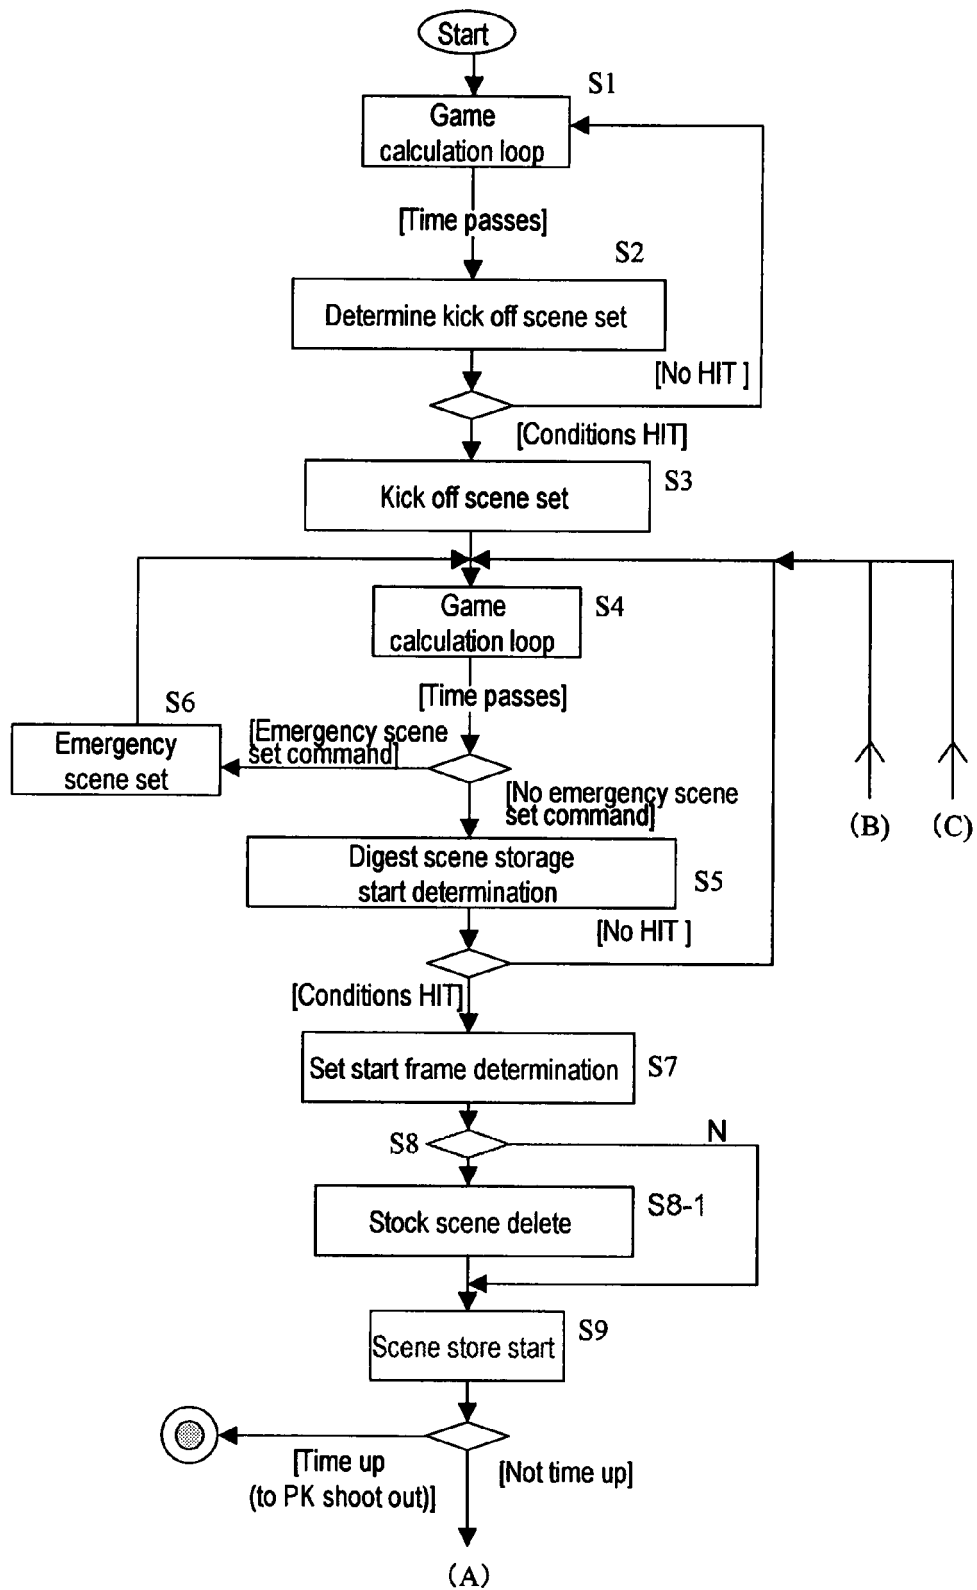 Start
S1
Game
calculation loop
[Time passes]
S2
Determine kick off scene set
[No HIT ]
[Conditions HIT]
S3
Kick off scene set
S4
Game
calculation loop
[Time passes]
S6
[Emergency scene
set command]
Emergency
scene set
[No emergency scene
set command]
(B)
(C)
Digest scene storage
start determination
S5
[No HIT ]
[Conditions HIT]
Set start frame determination
S7
S8
N
S8-1
Stock scene delete
S9
Scene store start
[Time up
(to PK shoot out)]
[Not time up]
(A)